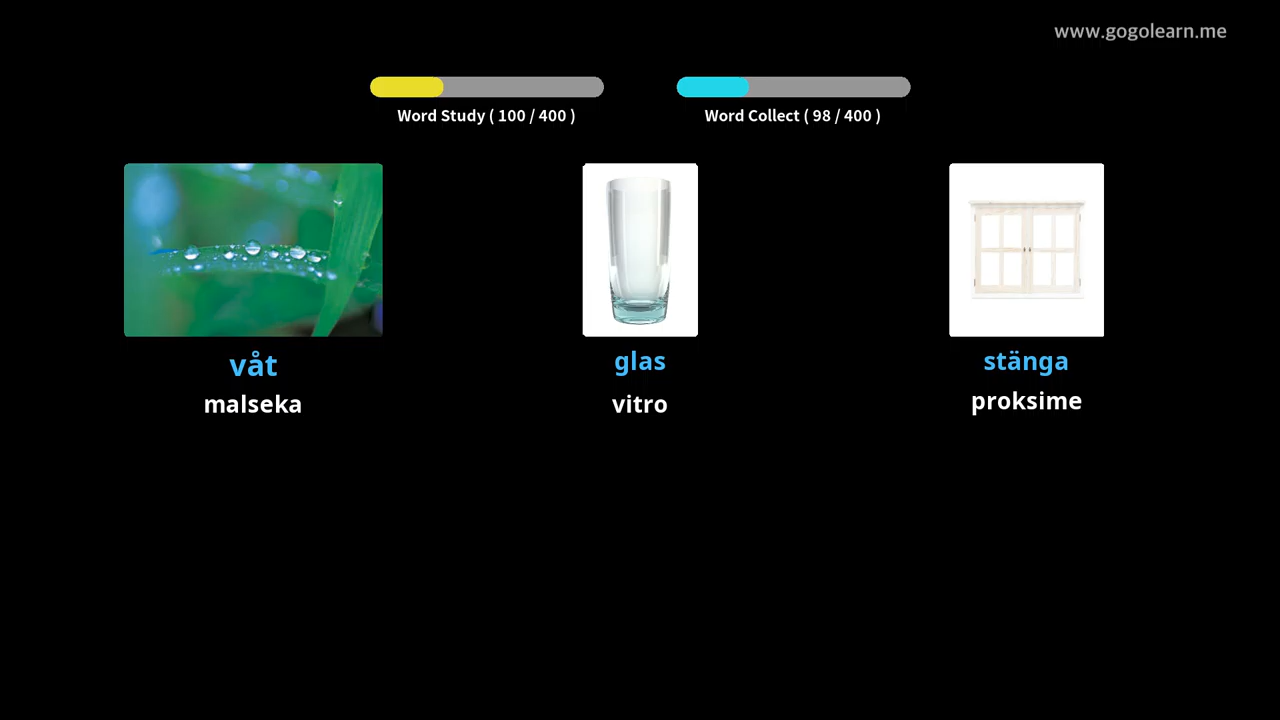 www.gogolearn.me
Word Study ( 100 / 400 )
Word Collect ( 98 / 400 )
våt
glas
stänga
malseka
vitro
proksime